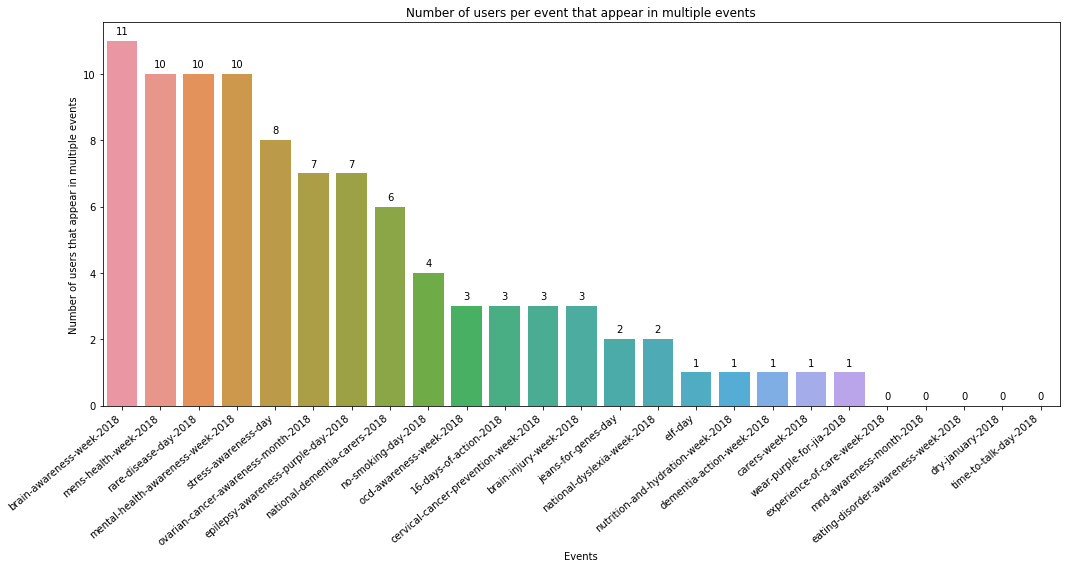 Number of users per event that appear in multiple events
Number of users that appear in multiple events
10
8
6
4
2
0
11
10
10
10
8
7
7
6
4
3
3
3
3
2
2
1
1
1
1
1
0
0
0
0
0
brain-awareness-week-2018
mens-health-week-2018
rare-disease-day-2018
mental-health-awareness-week-2018
stress-awareness-day
ovarian-cancer-awareness-month-2018
epilepsy-awareness-purple-day-2018
national-dementia-carers-2018
no-smoking-day-2018
ocd-awareness-week-2018
16-days-of-action-2018
cervical-cancer-prevention-week-2018
brain-injury-week-2018
jeans-for-genes-day
national-dyslexia-week-2018
elf-day
nutrition-and-hydration-week-2018
dementia-action-week-2018
carers-week-2018
wear-purple-for-jia-2018
experience-of-care-week-2018
mnd-awareness-month-2018
eating-disorder-awareness-week-2018
dry-january-2018
time-to-talk-day-2018
Events